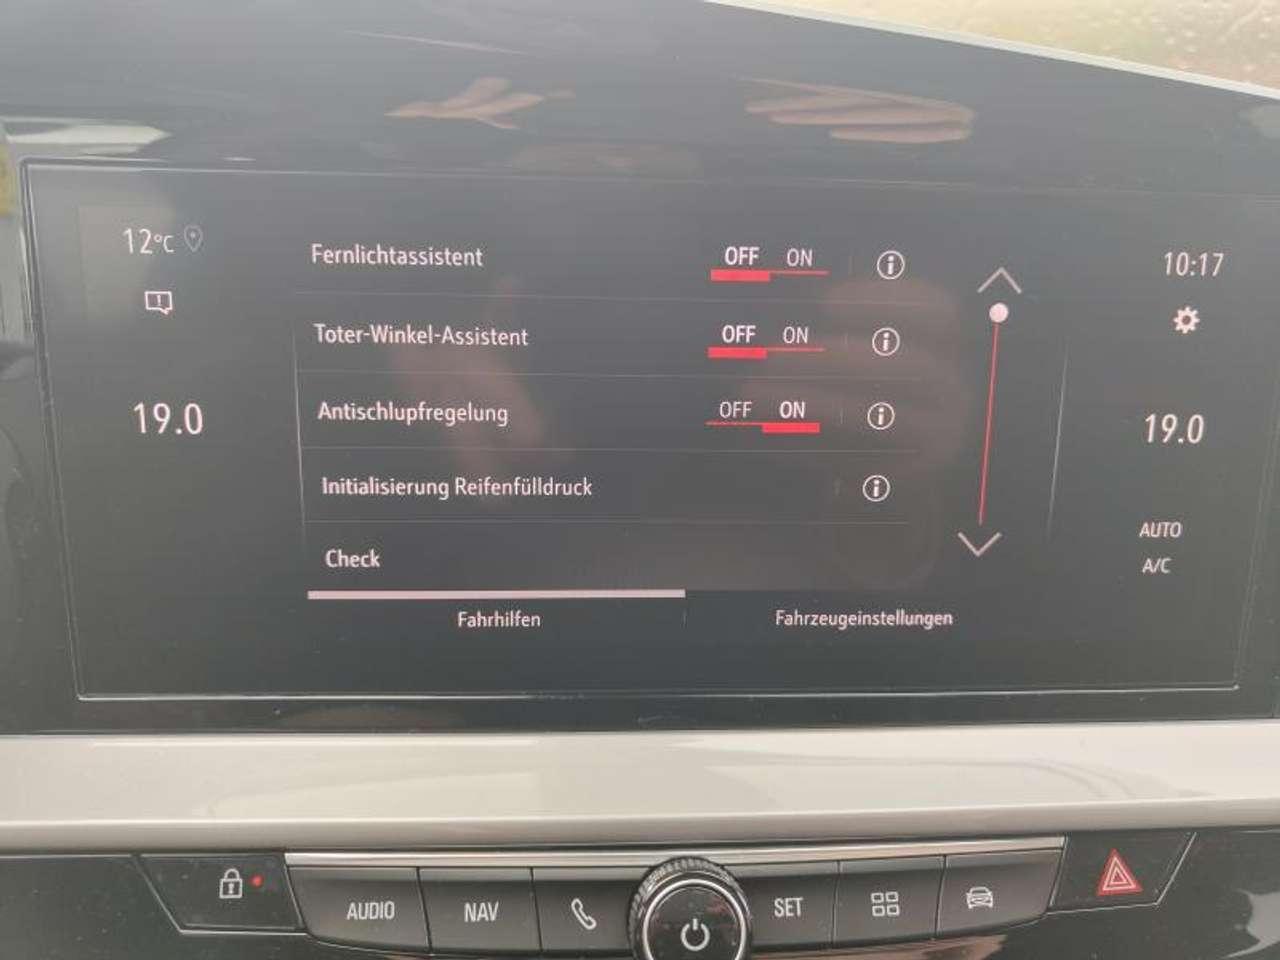 12°C
10:17
Fernlichtassistent OFF ON
Toter-Winkel-Assistent OFF ON
19.0
Antischlupfregelung OFF ON
19.0
Initialisierung Reifenfülldruck
AUTO
Check
A/C
Fahrhilfen Fahrzeugeinstellungen
AUDIO NAV SET